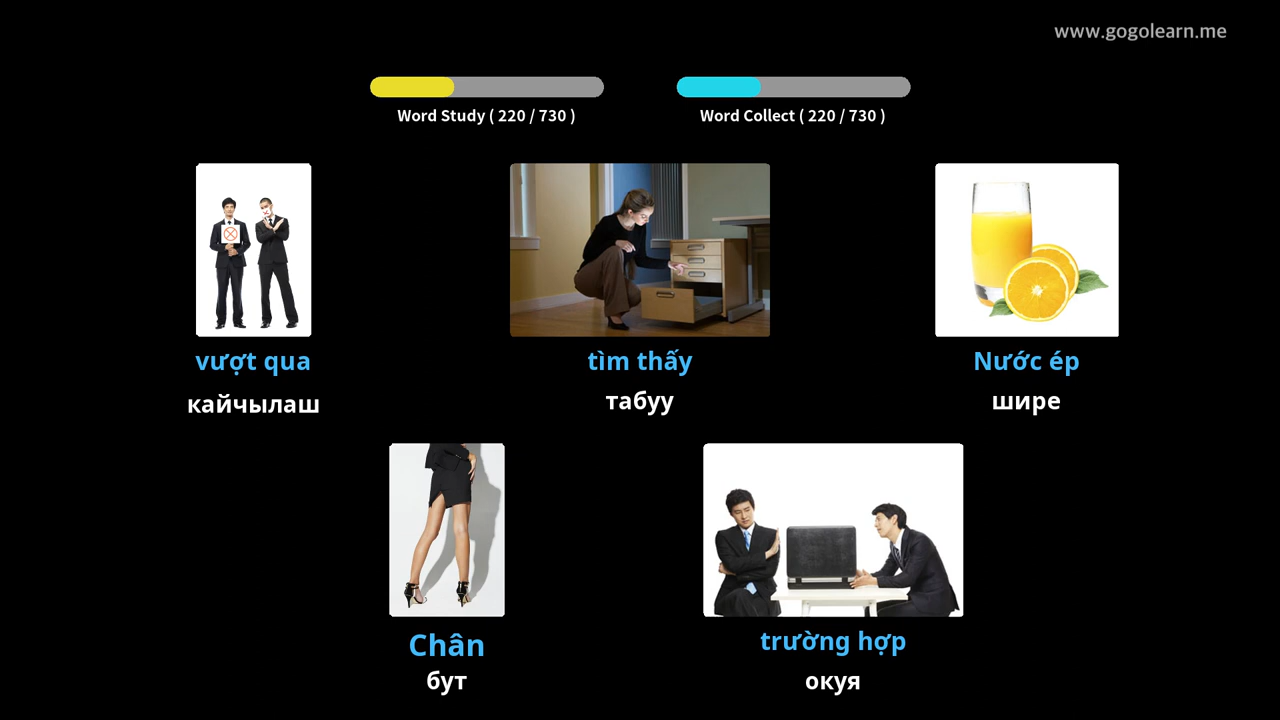 www.gogolearn.me
Word Study ( 220 / 730 )
Word Collect ( 220 / 730 )
vượt qua
кайчылаш
tìm thấy
табуу
Nước ép
шире
Chân
бут
trường hợp
окуя